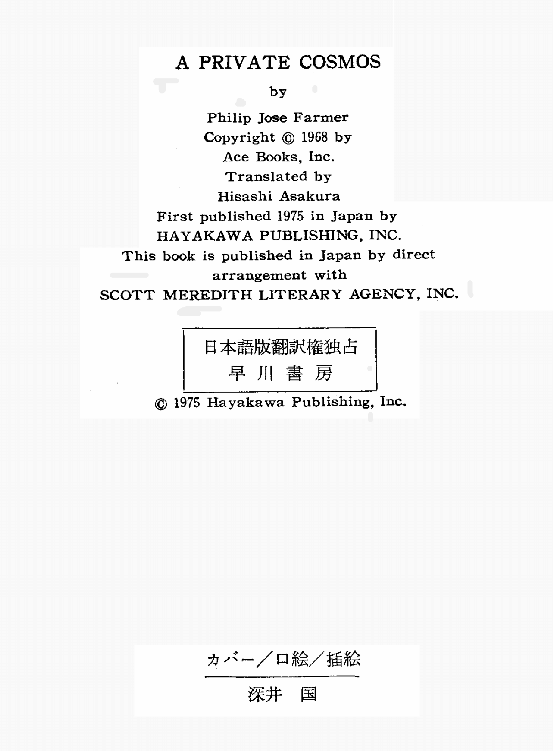 A PRIVATE COSMOS
by
Philip Jose Farmer
Copyright © 1968 by
Ace Books, Inc.
Translated by
Hisashi Asakura
First published 1975 in Japan by
HAYAKAWA PUBLISHING, INC.
This book is published in Japan by direct
arrangement with
SCOTT MEREDITH LITERARY AGENCY, INC.
日本語版翻訳権独占
早川書房
© 1975 Hayakawa Publishing, Inc.
カバー／口絵／挿絵
深井 国